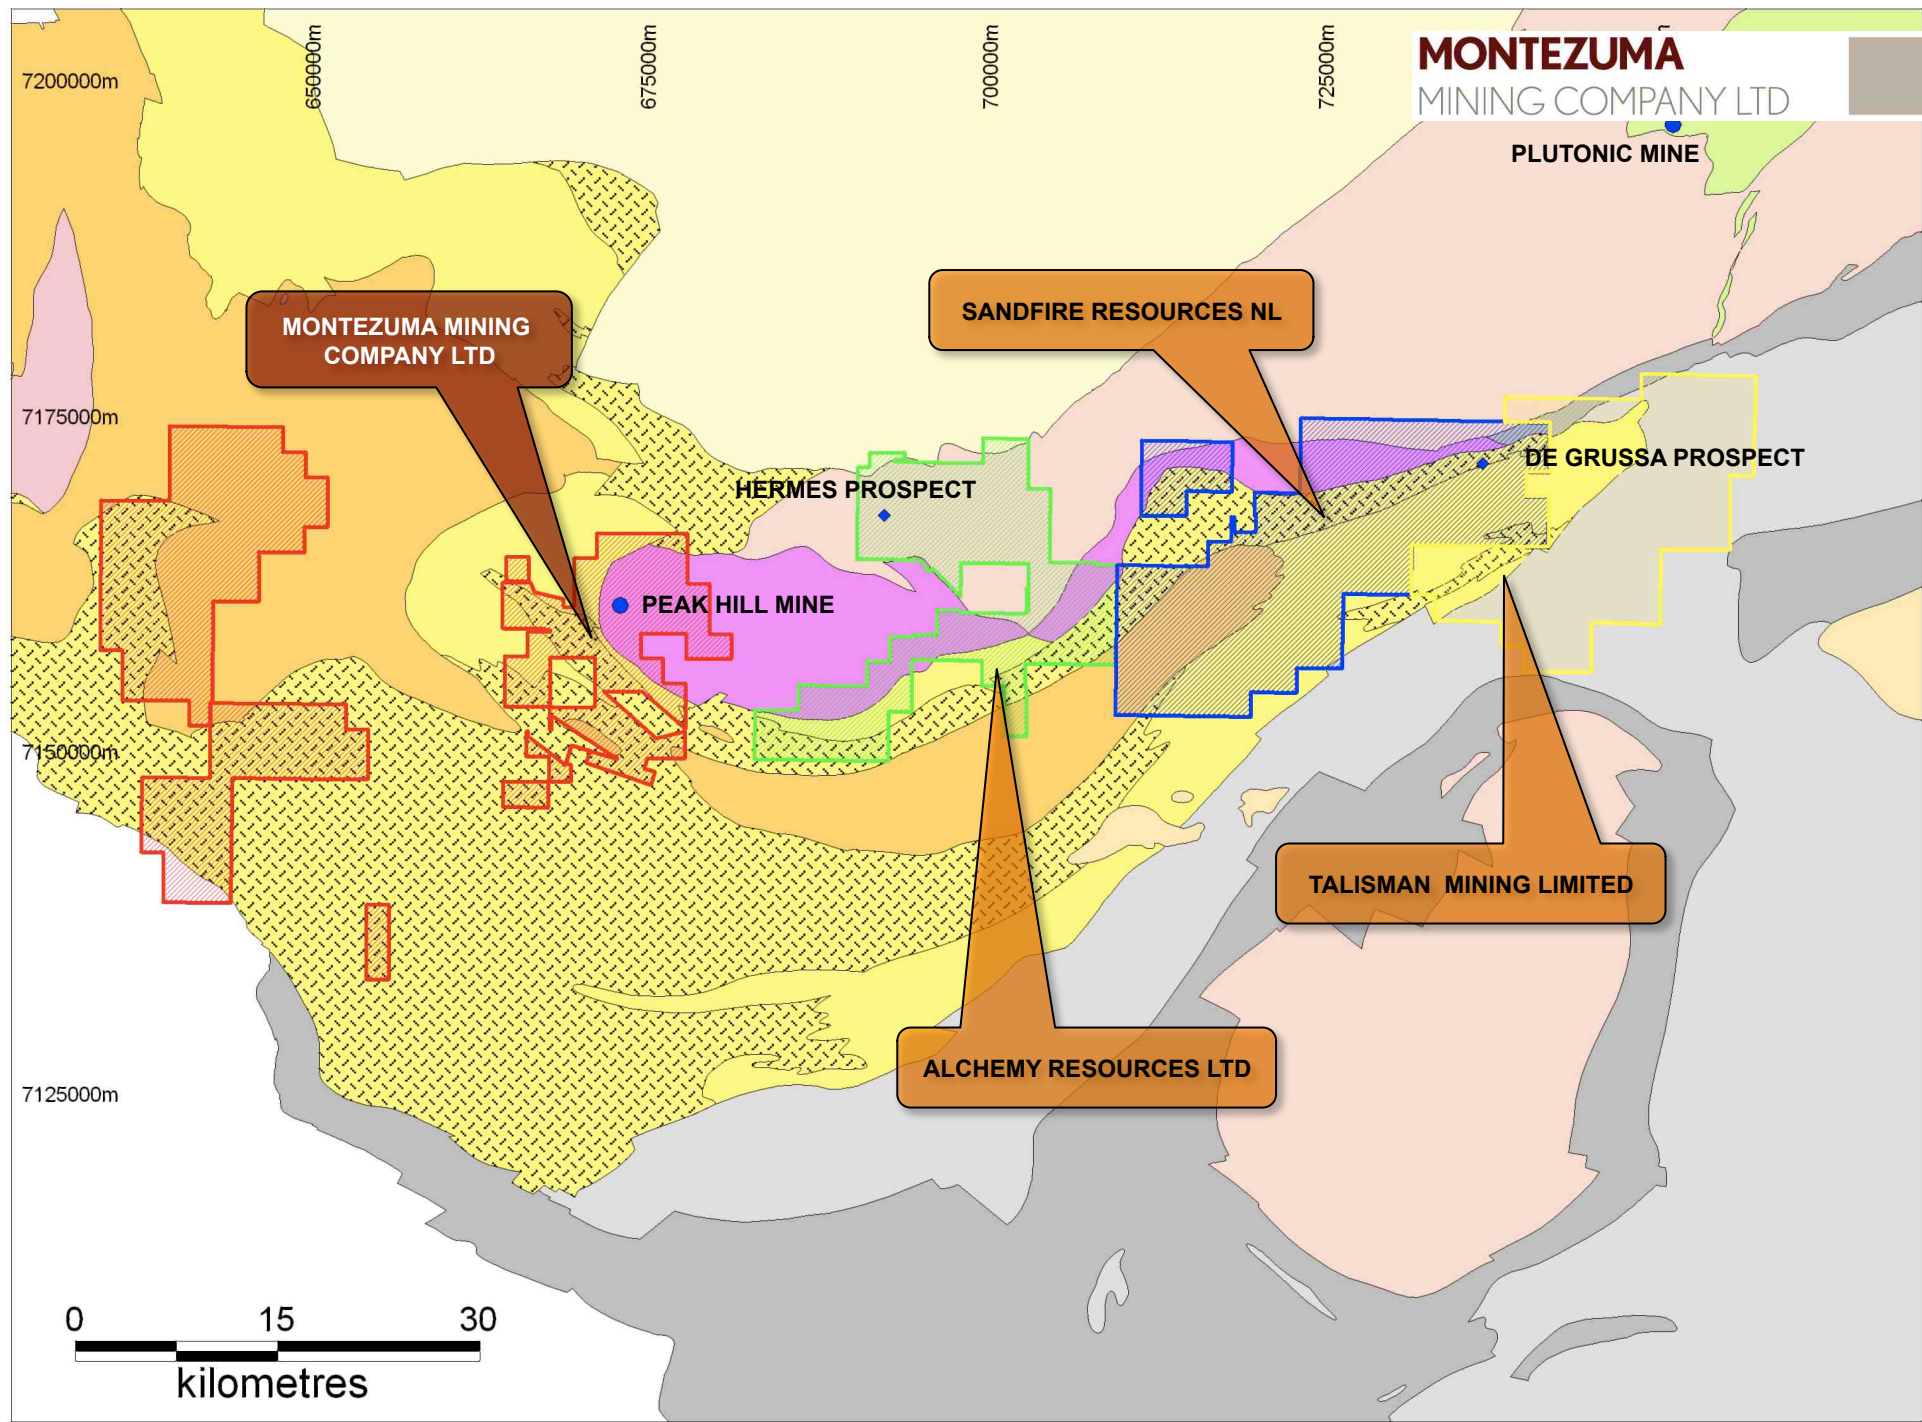 650000m
675000m
700000m
725000m
7200000m
MONTEZUMA
MINING COMPANY LTD
PLUTONIC MINE
SANDFIRE RESOURCES NL
MONTEZUMA MINING
COMPANY LTD
7175000m
DE GRUSSA PROSPECT
HERMES PROSPECT
PEAK HILL MINE
7150000m
TALISMAN MINING LIMITED
ALCHEMY RESOURCES LTD
7125000m
0 15 30
kilometres